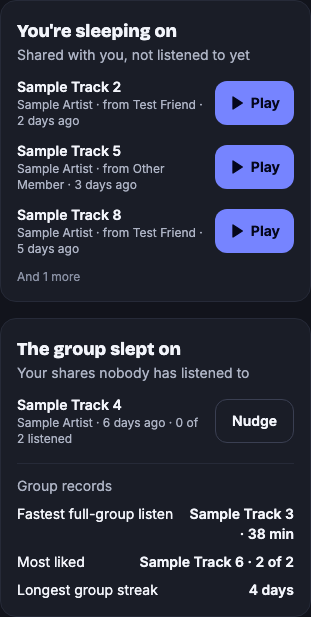 You're sleeping on
Shared with you, not listened to yet
Sample Track 2
Sample Artist · from Test Friend ·
2 days ago
Play
Sample Track 5
Sample Artist · from Other
Member · 3 days ago
Play
Sample Track 8
Sample Artist · from Test Friend ·
5 days ago
Play
And 1 more
The group slept on
Your shares nobody has listened to
Sample Track 4
Sample Artist · 6 days ago · 0 of
2 listened
Nudge
Group records
Fastest full-group listen Sample Track 3
· 38 min
Most liked Sample Track 6 · 2 of 2
Longest group streak 4 days